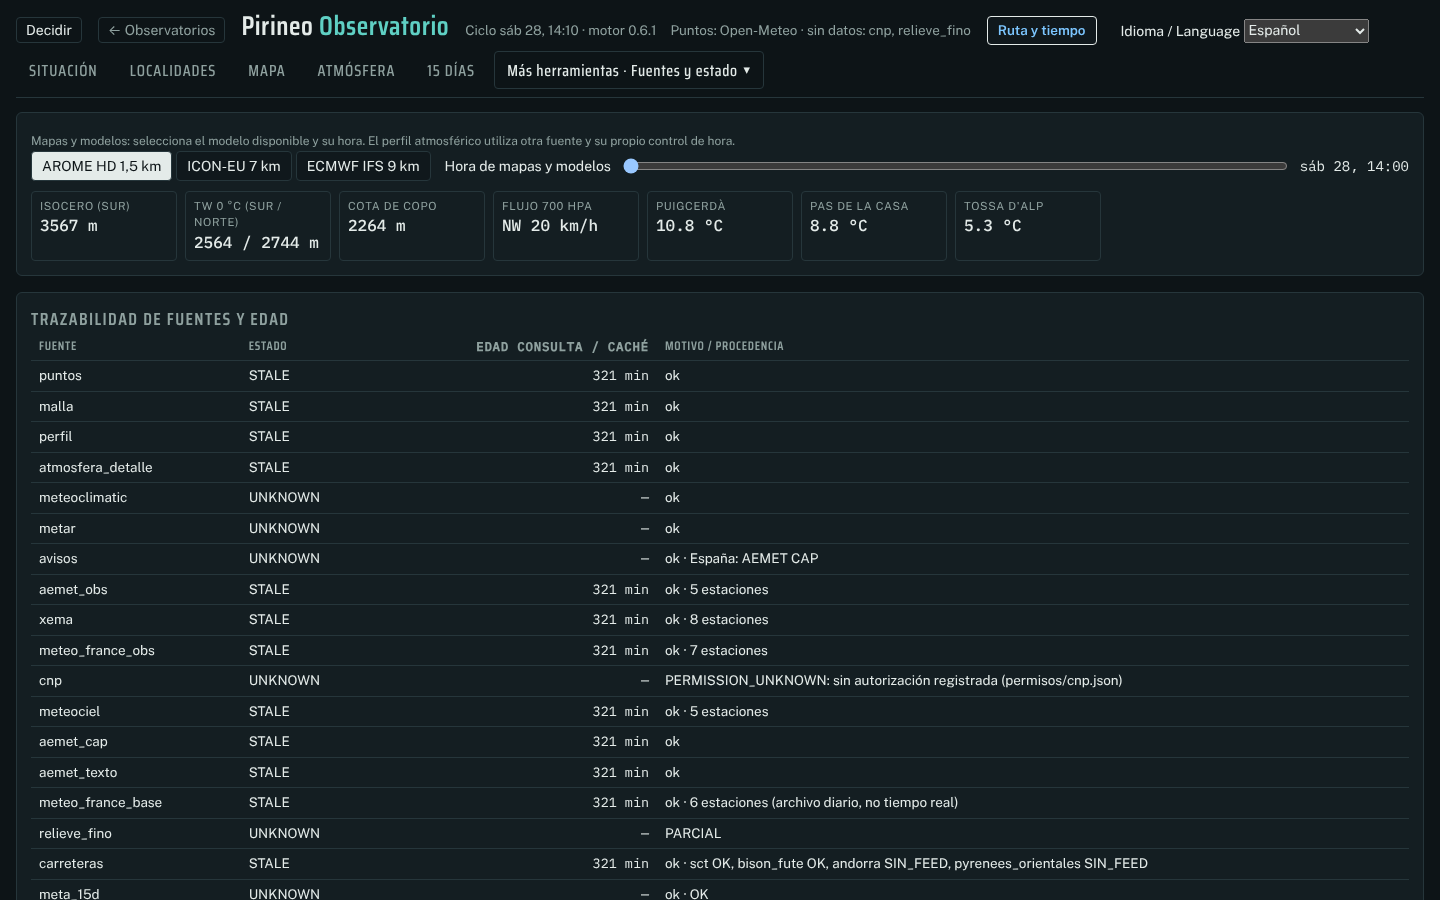 Decidir
← Observatorios
Pirineo Observatorio
Ciclo sáb 28, 14:10 · motor 0.6.1
Puntos: Open-Meteo · sin datos: cnp, relieve_fino
Ruta y tiempo
Idioma / Language
Español
SITUACIÓN
LOCALIDADES
MAPA
ATMÓSFERA
15 DÍAS
Más herramientas · Fuentes y estado ▾
Mapas y modelos: selecciona el modelo disponible y su hora. El perfil atmosférico utiliza otra fuente y su propio control de hora.
AROME HD 1,5 km
ICON-EU 7 km
ECMWF IFS 9 km
Hora de mapas y modelos
sáb 28, 14:00
ISOCERO (SUR)
3567 m
TW 0 °C (SUR /
NORTE)
2564 / 2744 m
COTA DE COPO
2264 m
FLUJO 700 HPA
NW 20 km/h
PUIGCERDÀ
10.8 °C
PAS DE LA CASA
8.8 °C
TOSSA D'ALP
5.3 °C
TRAZABILIDAD DE FUENTES Y EDAD
FUENTE ESTADO EDAD CONSULTA / CACHÉ MOTIVO / PROCEDENCIA
puntos STALE 321 min ok
malla STALE 321 min ok
perfil STALE 321 min ok
atmosfera_detalle STALE 321 min ok
meteoclimatic UNKNOWN — ok
metar UNKNOWN — ok
avisos UNKNOWN — ok · España: AEMET CAP
aemet_obs STALE 321 min ok · 5 estaciones
xema STALE 321 min ok · 8 estaciones
meteo_france_obs STALE 321 min ok · 7 estaciones
cnp UNKNOWN — PERMISSION_UNKNOWN: sin autorización registrada (permisos/cnp.json)
meteociel STALE 321 min ok · 5 estaciones
aemet_cap STALE 321 min ok
aemet_texto STALE 321 min ok
meteo_france_base STALE 321 min ok · 6 estaciones (archivo diario, no tiempo real)
relieve_fino UNKNOWN — PARCIAL
carreteras STALE 321 min ok · sct OK, bison_fute OK, andorra SIN_FEED, pyrenees_orientales SIN_FEED
meta_15d UNKNOWN — ok · OK